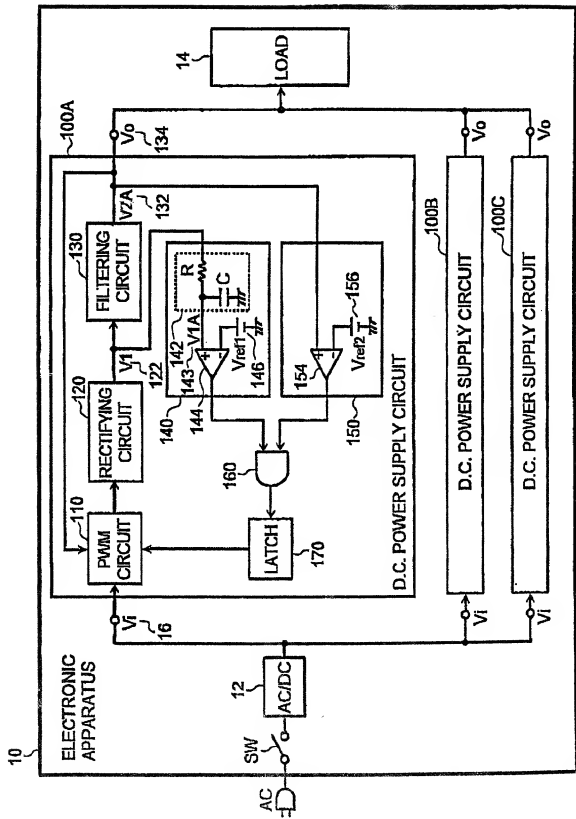 10
ELECTRONIC
APPARATUS
AC
SW
12
AC/DC
Vi
16
100A
110
PWM
CIRCUIT
120
RECTIFYING
CIRCUIT
V1
122
130
FILTERING
CIRCUIT
V2A
132
Vo
134
14
LOAD
140
142
R
C
143
V1A
144
Vref1
146
150
154
Vref2
156
160
LATCH
170
D.C. POWER SUPPLY CIRCUIT
Vi
100B
D.C. POWER SUPPLY CIRCUIT
Vo
Vi
100C
D.C. POWER SUPPLY CIRCUIT
Vo